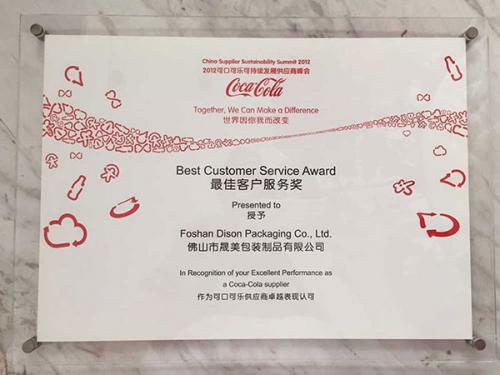 China Supplier Sustainability Summit 2012
2012可口可乐可持续发展供应商峰会
Coca-Cola
Together, We Can Make a Difference
世界因你我而改变
Best Customer Service Award
最佳客户服务奖
Presented to
授予
Foshan Dison Packaging Co., Ltd.
佛山市晟美包装制品有限公司
In Recognition of your Excellent Performance as
a Coca-Cola supplier
作为可口可乐供应商卓越表现认可